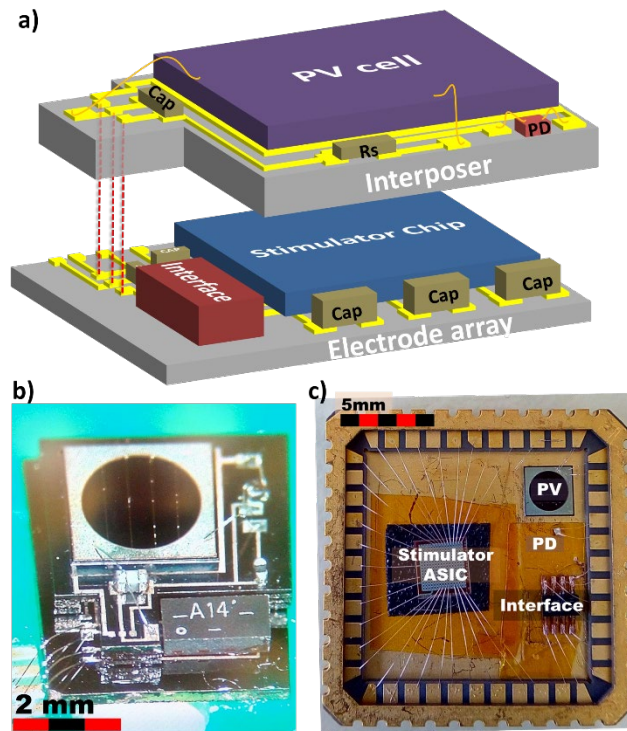 a)
PV cell
Cap
Rs
PD
Interposer
Stimulator Chip
Interface
Cap
Cap
Cap
Electrode array
b)
A14
2 mm
c)
5mm
PV
Stimulator
ASIC
PD
Interface